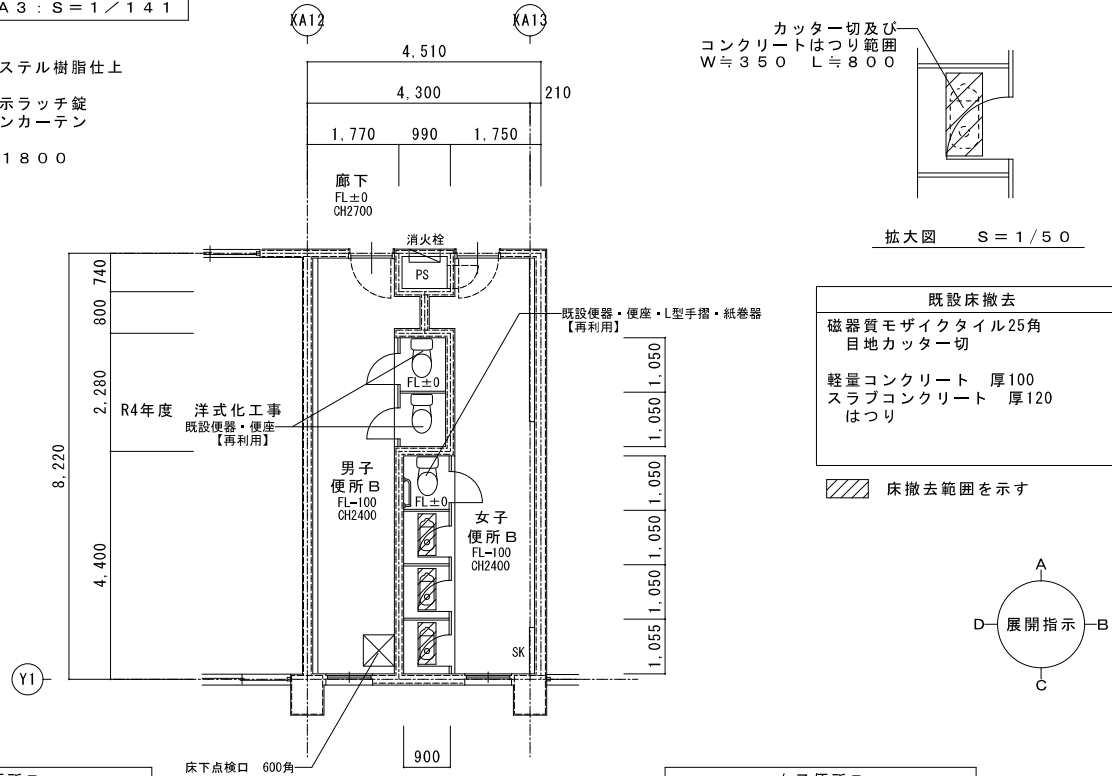 A3：S＝1／141
ステル樹脂仕上
示ラッチ錠
ンカーテン
1800
XA12
XA13
4,510
4,300
210
1,770
990
1,750
廊下
FL±0
CH2700
消火栓
PS
740
800
2,280
4,400
8,220
R4年度　洋式化工事
既設便器・便座
【再利用】
FL±0
既設便器・便座・L型手摺・紙巻器
【再利用】
男子
便所B
FL-100
CH2400
FL±0
女子
便所B
FL-100
CH2400
1,050
1,050
1,050
1,050
1,050
1,055
SK
Y1
床下点検口　600角
900
カッター切及び
コンクリートはつり範囲
W≒350　L≒800
拡大図　S＝1/50
既設床撤去
磁器質モザイクタイル25角
目地カッター切
軽量コンクリート　厚100
スラブコンクリート　厚120
はつり
床撤去範囲を示す
A
D
展開指示
B
C